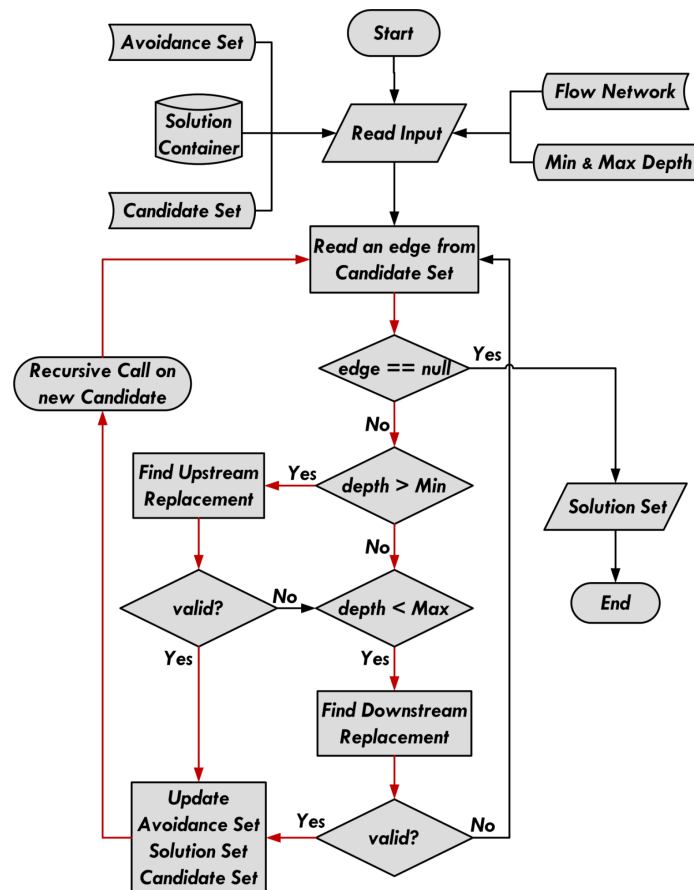 Start
Avoidance Set
Flow Network
Solution
Container
Read Input
Min & Max Depth
Candidate Set
Read an edge from
Candidate Set
edge == null
Yes
Recursive Call on
new Candidate
No
Find Upstream
Replacement
Yes
depth > Min
Solution Set
No
valid?
No
depth < Max
End
Yes
Yes
Find Downstream
Replacement
Update
Avoidance Set
Solution Set
Candidate Set
Yes
valid?
No